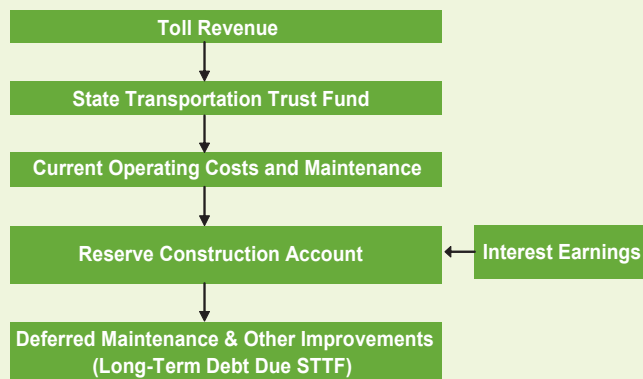 Toll Revenue
State Transportation Trust Fund
Current Operating Costs and Maintenance
Reserve Construction Account
Interest Earnings
Deferred Maintenance & Other Improvements
(Long-Term Debt Due STTF)